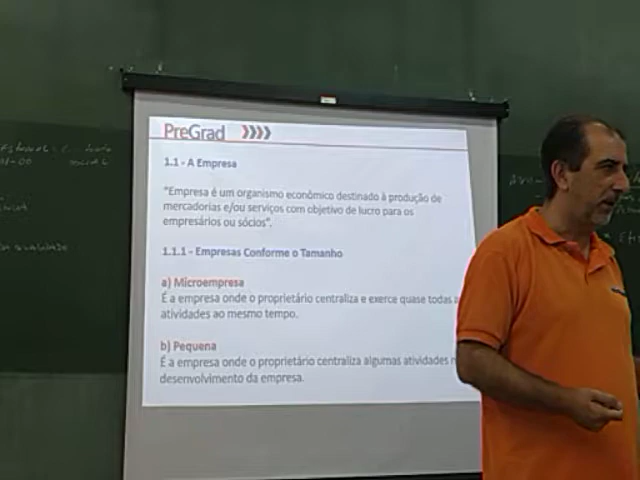 PreGrad
1.1 - A Empresa
"Empresa é um organismo econômico destinado à produção de
mercadorias e/ou serviços com objetivo de lucro para os
empresários ou sócios".
1.1.1 - Empresas Conforme o Tamanho
a) Microempresa
É a empresa onde o proprietário centraliza e exerce quase todas a
atividades ao mesmo tempo.
b) Pequena
É a empresa onde o proprietário centraliza algumas atividades n
desenvolvimento da empresa.